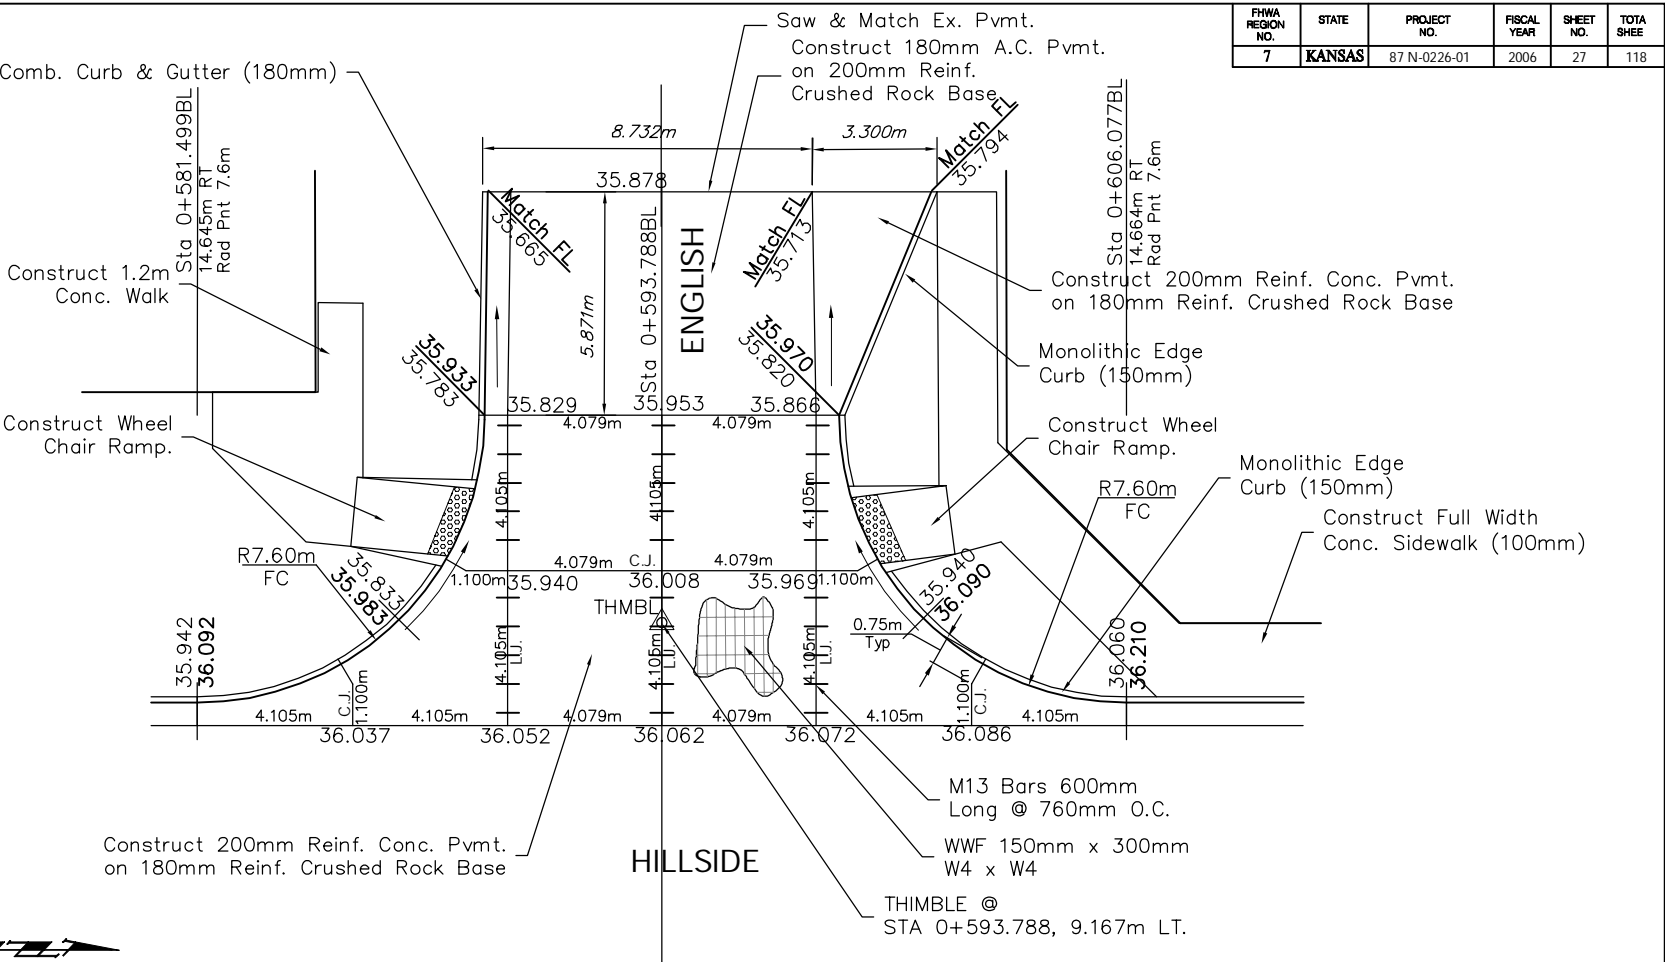 FHWA REGION NO.
STATE
PROJECT NO.
FISCAL YEAR
SHEET NO.
TOTA
SHEE
7
KANSAS
87 N-0226-01
2006
27
118
Saw & Match Ex. Pvmt.
Construct 180mm A.C. Pvmt.
on 200mm Reinf.
Crushed Rock Base
Comb. Curb & Gutter (180mm)
Sta 0+581.499BL
14.645m RT
Rad Pnt 7.6m
8.732m
3.300m
Match FL
35.794
Sta 0+606.077BL
14.664m RT
Rad Pnt 7.6m
35.878
Match FL
35.665
Match FL
35.713
Sta 0+593.788BL
ENGLISH
5.871m
Construct 1.2m
Conc. Walk
Construct 200mm Reinf. Conc. Pvmt.
on 180mm Reinf. Crushed Rock Base
35.933
35.783
35.970
35.820
Monolithic Edge
Curb (150mm)
35.829
35.953
35.866
4.079m
4.079m
Construct Wheel
Chair Ramp.
Construct Wheel
Chair Ramp.
Monolithic Edge
Curb (150mm)
4.105m
4.105m
4.105m
R7.60m
FC
Construct Full Width
Conc. Sidewalk (100mm)
R7.60m
FC
35.833
35.983
4.079m
C.J.
4.079m
1.100m
35.940
36.008
35.969
1.100m
35.940
36.090
THMBL
0.75m
Typ
35.942
36.092
36.060
36.210
4.105m
L.J.
4.105m
L.J.
4.105m
L.J.
C.J.
1.100m
1.100m
C.J.
4.105m
4.105m
4.079m
4.079m
4.105m
4.105m
36.037
36.052
36.062
36.072
36.086
M13 Bars 600mm
Long @ 760mm O.C.
Construct 200mm Reinf. Conc. Pvmt.
on 180mm Reinf. Crushed Rock Base
HILLSIDE
WWF 150mm x 300mm
W4 x W4
THIMBLE @
STA 0+593.788, 9.167m LT.